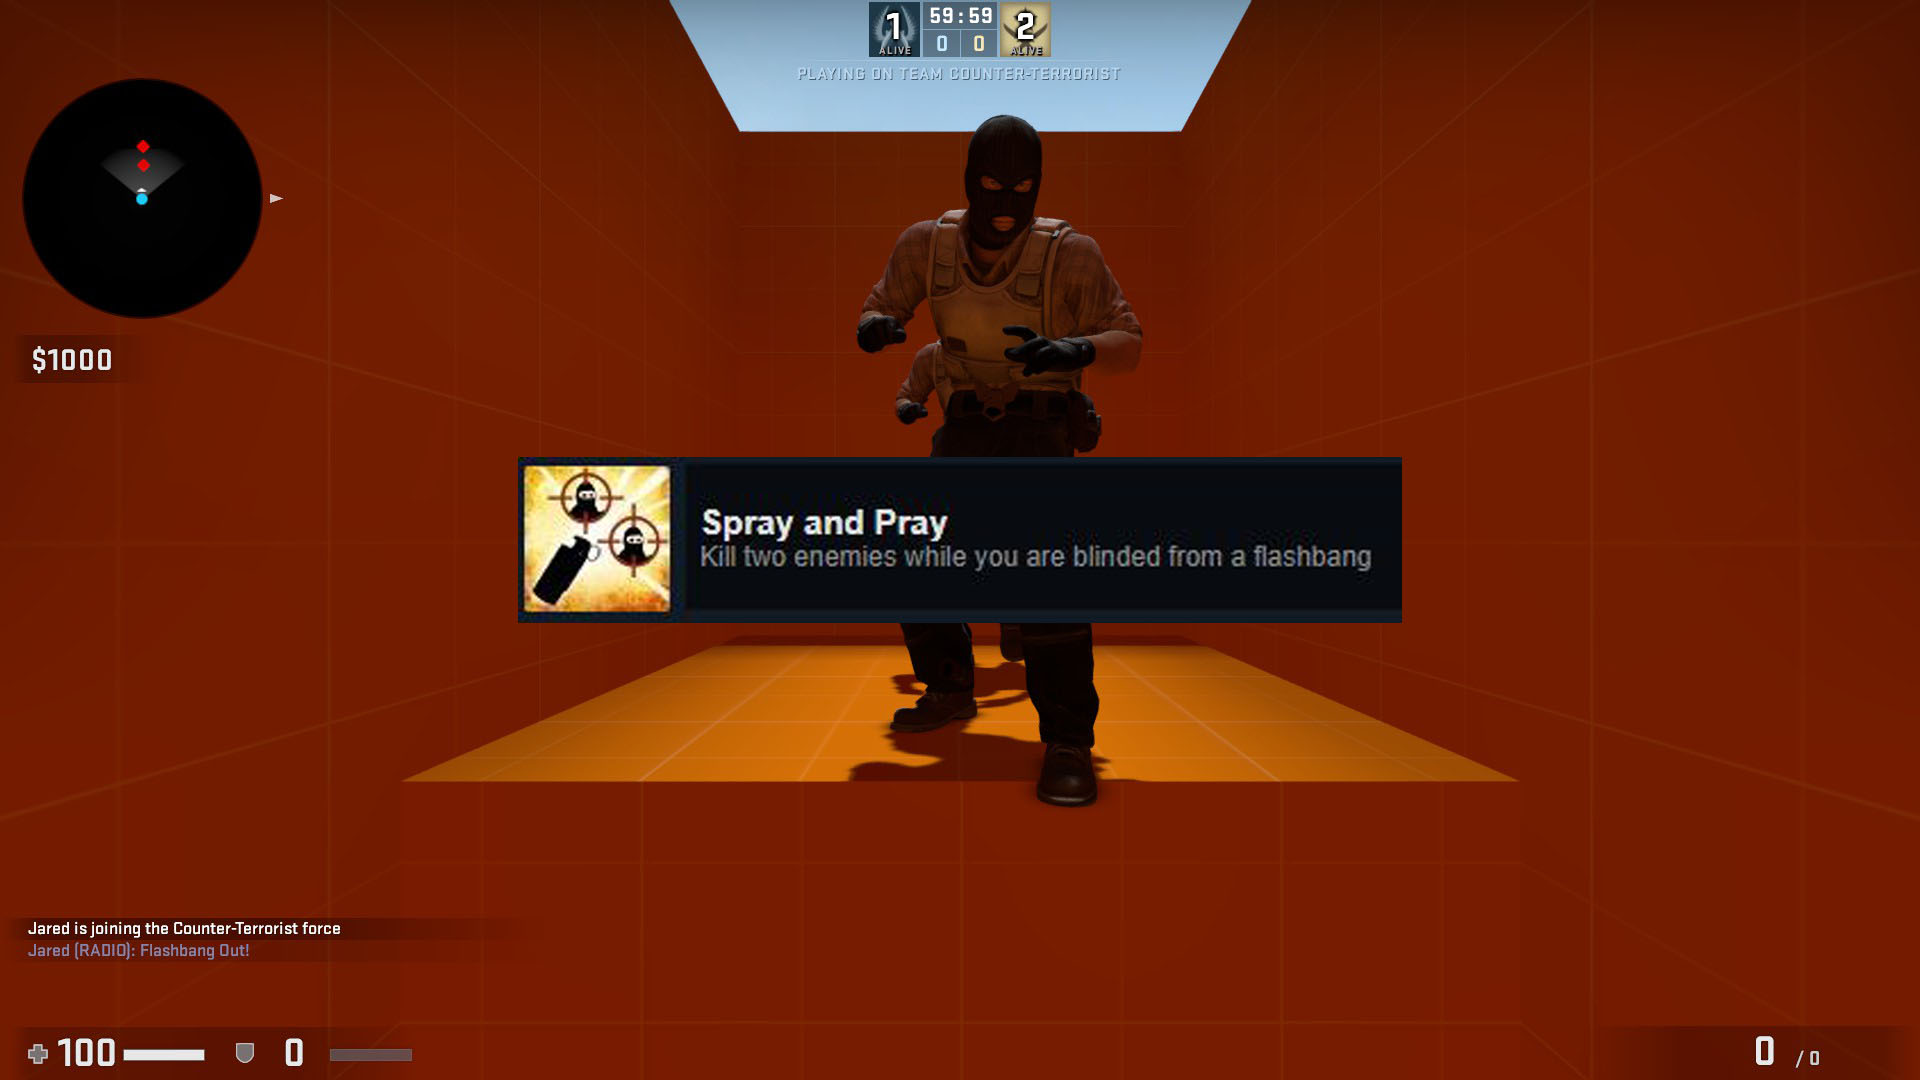 1
ALIVE
59:59
0 0
2
ALIVE
PLAYING ON TEAM COUNTER-TERRORIST
$1000
Spray and Pray
Kill two enemies while you are blinded from a flashbang
Jared is joining the Counter-Terrorist force
Jared (RADIO): Flashbang Out!
100
0
0 / 0